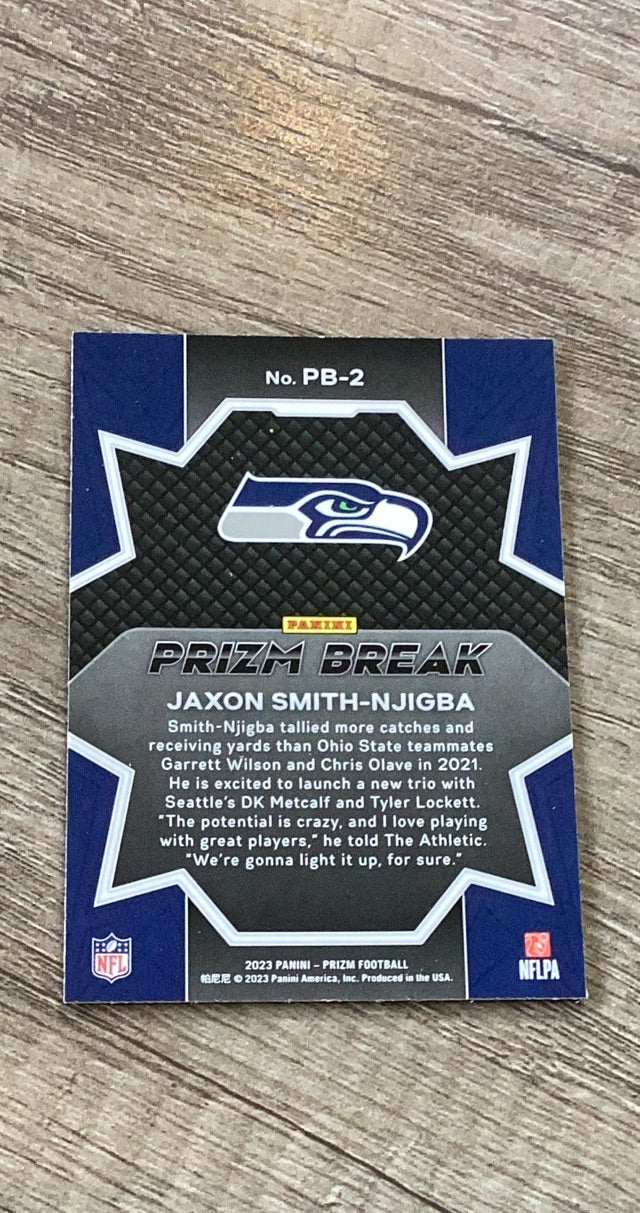 No. PB-2
PANINI
PRIZM BREAK
JAXON SMITH-NJIGBA
Smith-Njigba tallied more catches and
receiving yards than Ohio State teammates
Garrett Wilson and Chris Olave in 2021.
He is excited to launch a new trio with
Seattle's DK Metcalf and Tyler Lockett.
"The potential is crazy, and I love playing
with great players," he told The Athletic.
"We're gonna light it up, for sure."
2023 PANINI - PRIZM FOOTBALL
帕尼尼 © 2023 Panini America, Inc. Produced in the USA.
NFL
NFLPA